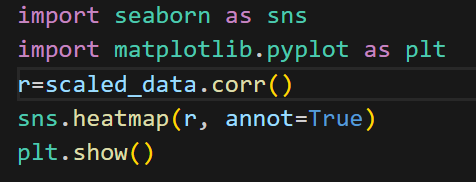 import seaborn as sns
import matplotlib.pyplot as plt
r=scaled_data.corr()
sns.heatmap(r, annot=True)
plt.show()